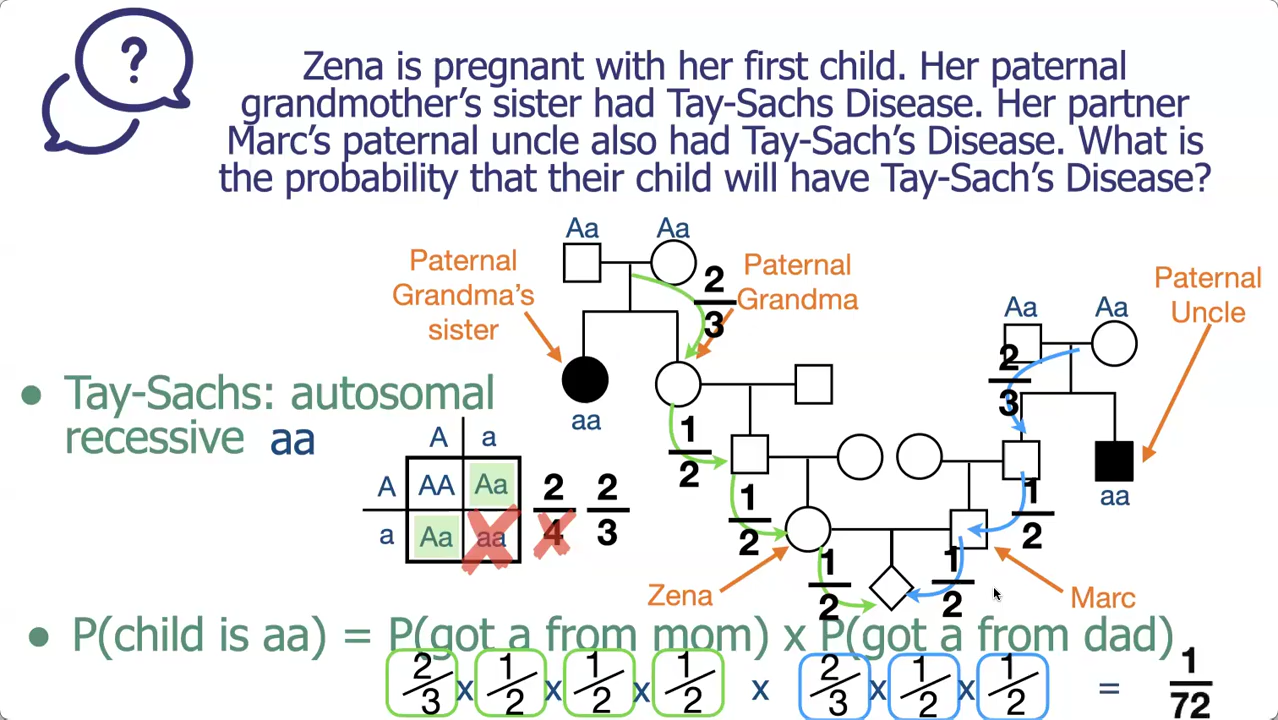 ?
Zena is pregnant with her first child. Her paternal
grandmother's sister had Tay-Sachs Disease. Her partner
Marc's paternal uncle also had Tay-Sach's Disease. What is
the probability that their child will have Tay-Sach's Disease?
Aa Aa
Paternal
Grandma's
sister
2/3
Paternal
Grandma
Paternal
Uncle
Aa Aa
2/3
aa
1/2
aa
1/2
1/2
1/2
1/2
Zena
Marc
• Tay-Sachs: autosomal
recessive aa
A a
A AA Aa
a Aa aa
2/4 2/3
• P(child is aa) = P(got a from mom) x P(got a from dad)
2/3 x 1/2 x 1/2 x 1/2 x 2/3 x 1/2 x 1/2 = 1/72